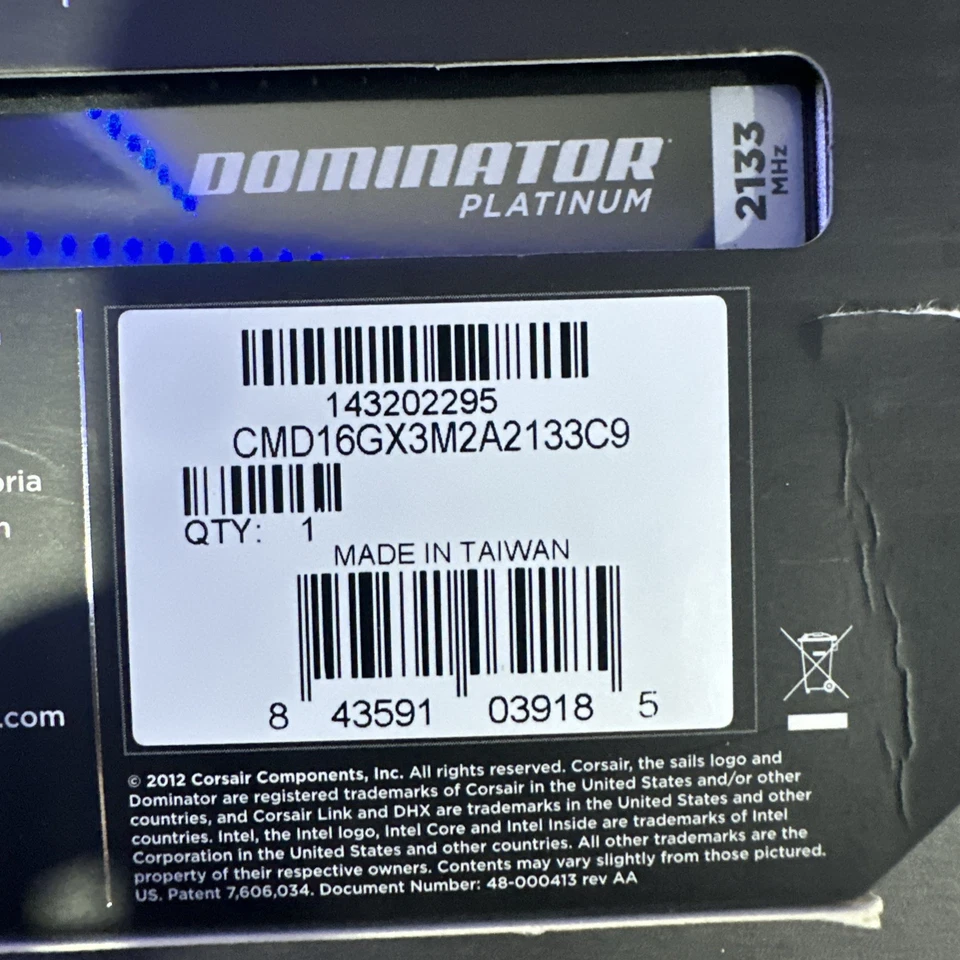 DOMINATOR
PLATINUM
2133
MHz
143202295
CMD16GX3M2A2133C9
QTY: 1
MADE IN TAIWAN
8 43591 03918 5
.com
© 2012 Corsair Components, Inc. All rights reserved. Corsair, the sails logo and
Dominator are registered trademarks of Corsair in the United States and/or other
countries, and Corsair Link and DHX are trademarks in the United States and other
countries. Intel, the Intel logo, Intel Core and Intel Inside are trademarks of Intel
Corporation in the United States and other countries. All other trademarks are the
property of their respective owners. Contents may vary slightly from those pictured.
US. Patent 7,606,034. Document Number: 48-000413 rev AA